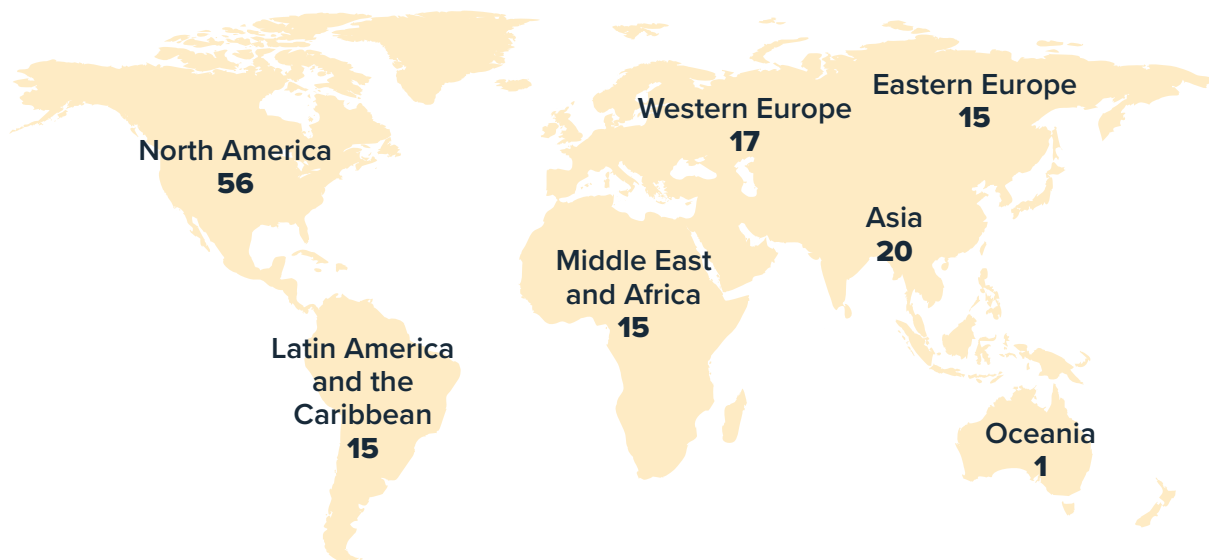 North America
56
Western Europe
17
Eastern Europe
15
Asia
20
Middle East
and Africa
15
Latin America
and the
Caribbean
15
Oceania
1